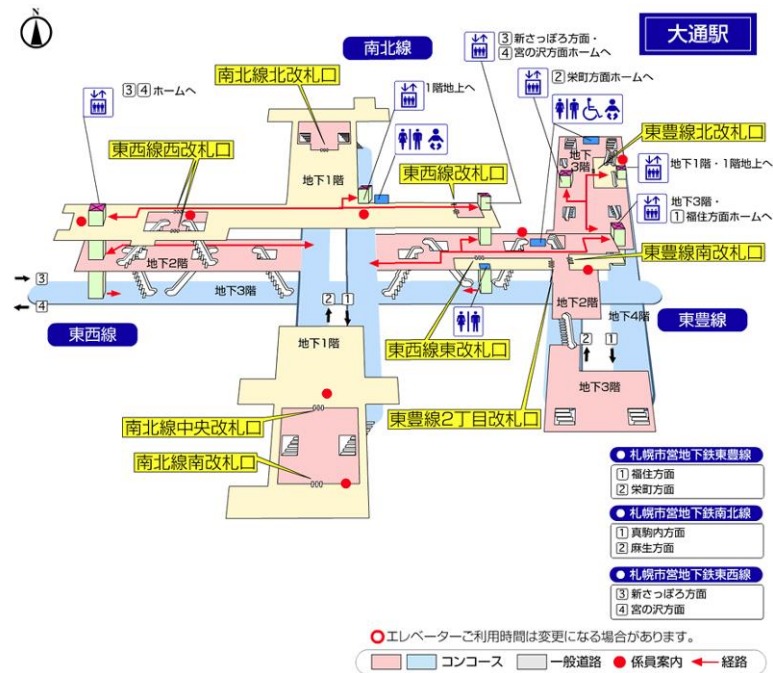 N
大通駅
南北線
3 新さっぽろ方面・
4 宮の沢方面ホームへ
2 栄町方面ホームへ
3 4 ホームへ
南北線北改札口
1階地上へ
東西線西改札口
東西線改札口
東豊線北改札口
地下3階
地下1階・1階地上へ
地下1階
地下3階・
1 福住方面ホームへ
地下2階
東豊線南改札口
3
地下3階
4
2
1
地下2階
地下4階
東西線
東豊線
地下1階
東西線東改札口
2
1
地下3階
南北線中央改札口
東豊線2丁目改札口
南北線南改札口
札幌市営地下鉄東豊線
1 福住方面
2 栄町方面
札幌市営地下鉄南北線
1 真駒内方面
2 麻生方面
札幌市営地下鉄東西線
3 新さっぽろ方面
4 宮の沢方面
エレベーターご利用時間は変更になる場合があります。
コンコース 一般道路 係員案内 経路